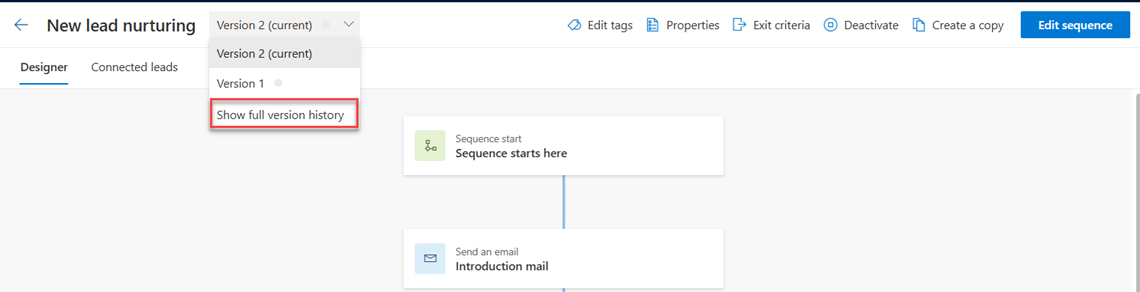 New lead nurturing
Version 2 (current)
Edit tags
Properties
Exit criteria
Deactivate
Create a copy
Edit sequence
Version 2 (current)
Version 1
Show full version history
Designer
Connected leads
Sequence start
Sequence starts here
Send an email
Introduction mail